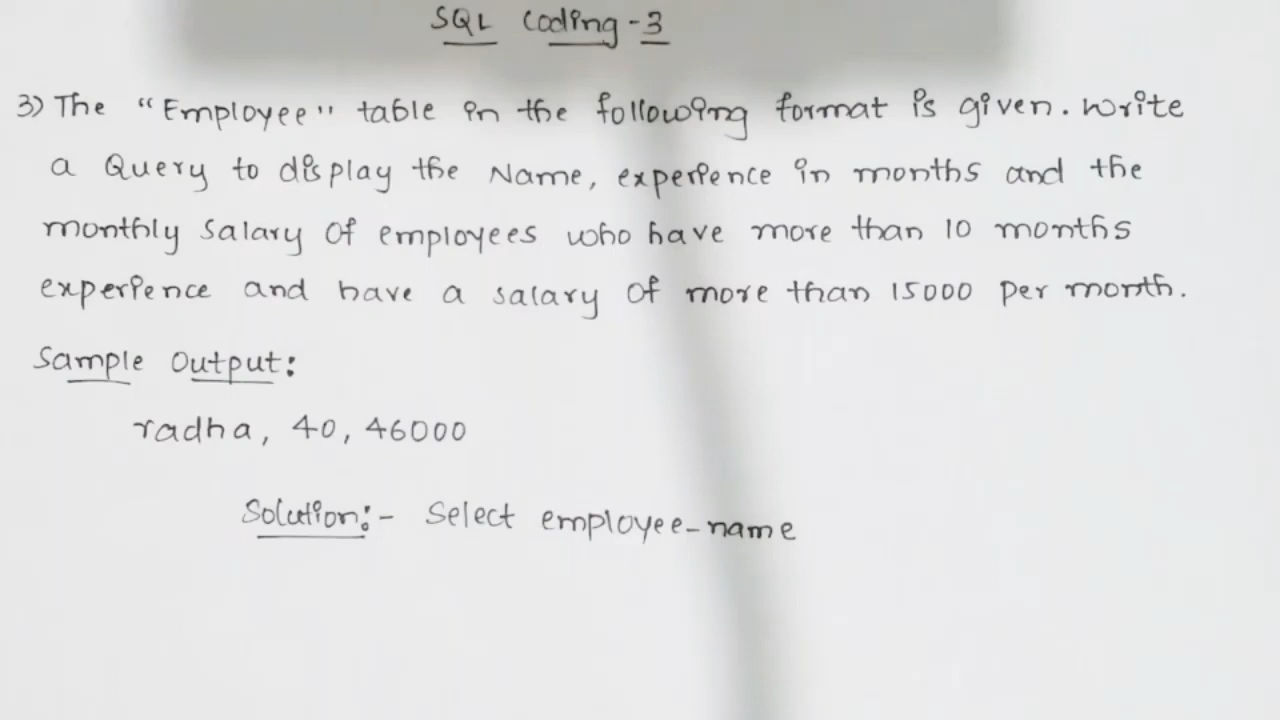 SQL Coding -3
3) The "Employee" table in the following format is given. Write
a Query to display the Name, experience in months and the
monthly salary of employees who have more than 10 months
experience and have a salary of more than 15000 per month.
Sample Output:
radha, 40, 46000
Solution:- Select employee-name